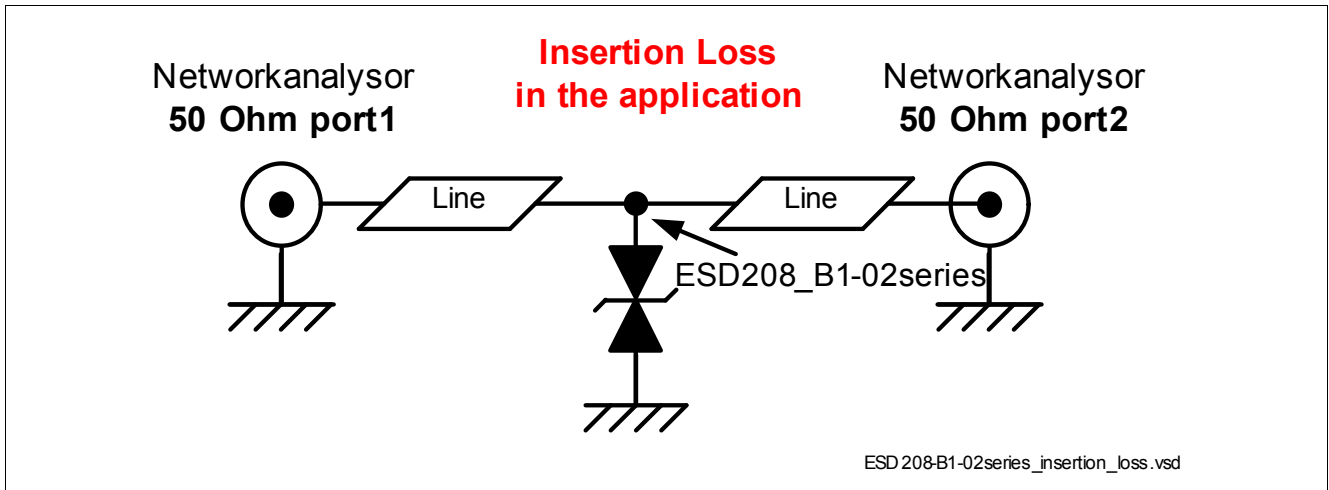 Insertion Loss
in the application
Networkanalysor
50 Ohm port1
Networkanalysor
50 Ohm port2
Line
Line
ESD208_B1-02series
ESD208-B1-02series_insertion_loss.vsd